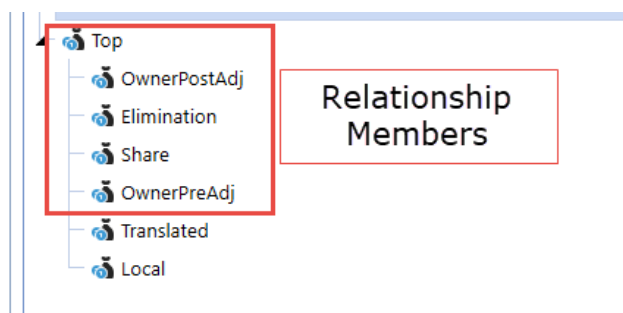 Top
OwnerPostAdj
Elimination
Share
OwnerPreAdj
Translated
Local
Relationship
Members